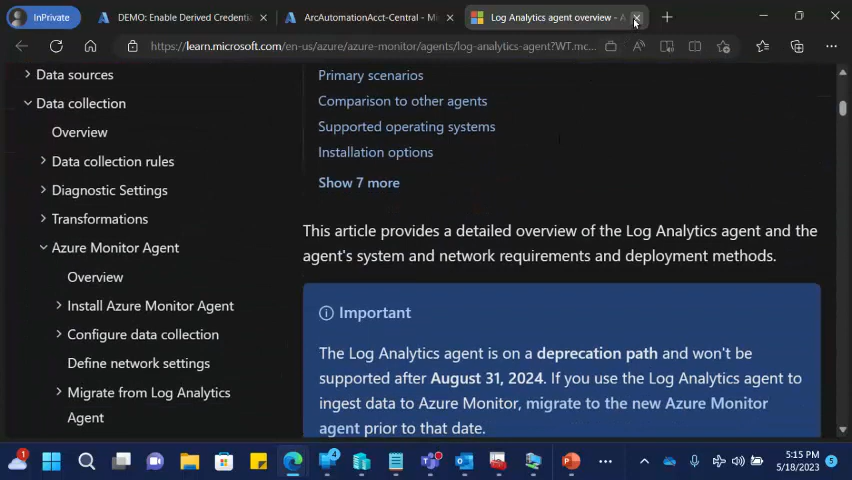 InPrivate
DEMO: Enable Derived Credenti
ArcAutomationAcct-Central - Mi
Log Analytics agent overview - A
https://learn.microsoft.com/en-us/azure/azure-monitor/agents/log-analytics-agent?WT.mc...
Data sources
Data collection
Overview
Data collection rules
Diagnostic Settings
Transformations
Azure Monitor Agent
Overview
Install Azure Monitor Agent
Configure data collection
Define network settings
Migrate from Log Analytics
Agent
Primary scenarios
Comparison to other agents
Supported operating systems
Installation options
Show 7 more
This article provides a detailed overview of the Log Analytics agent and the
agent's system and network requirements and deployment methods.
Important
The Log Analytics agent is on a deprecation path and won't be
supported after August 31, 2024. If you use the Log Analytics agent to
ingest data to Azure Monitor, migrate to the new Azure Monitor
agent prior to that date.
1
4
5:15 PM
5/18/2023
5